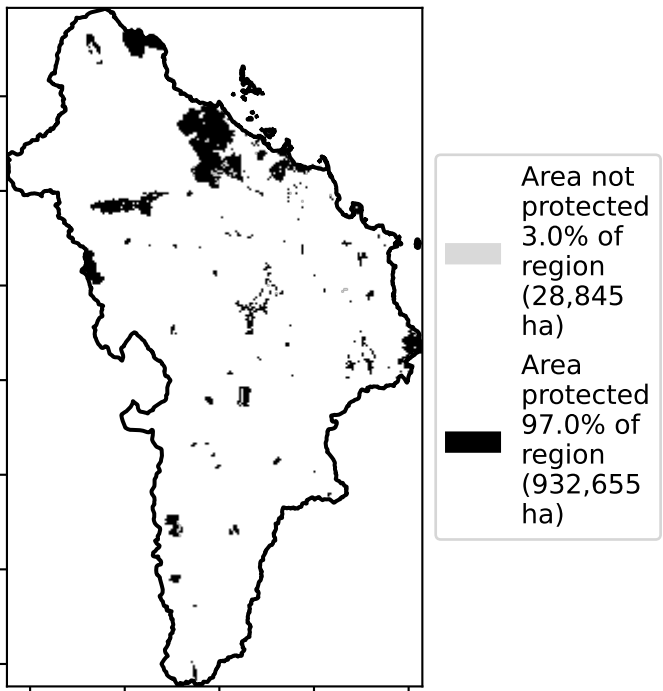 Area not
protected
3.0% of
region
(28,845
ha)
Area
protected
97.0% of
region
(932,655
ha)